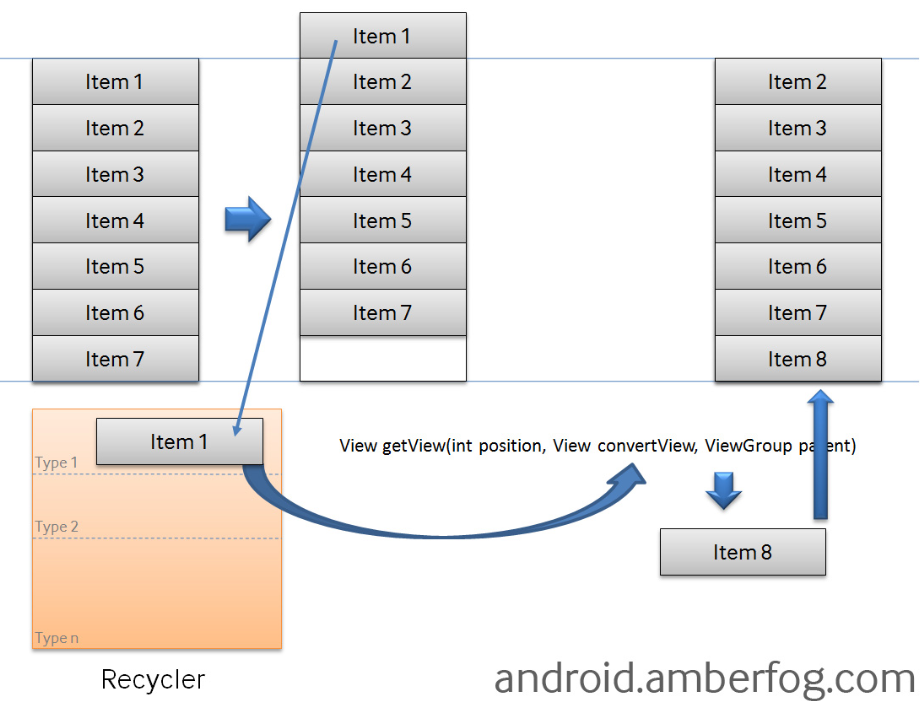 Item 1
Item 2
Item 3
Item 4
Item 5
Item 6
Item 7
Item 1
Item 2
Item 3
Item 4
Item 5
Item 6
Item 7
Item 2
Item 3
Item 4
Item 5
Item 6
Item 7
Item 8
Item 1
Type 1
Type 2
Type n
Recycler
View getView(int position, View convertView, ViewGroup parent)
Item 8
android.amberfog.com